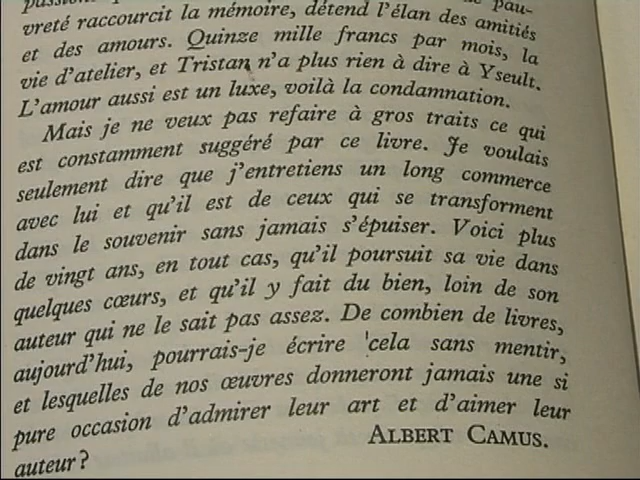 pau-
vreté raccourcit la mémoire, détend l'élan des amitiés
et des amours. Quinze mille francs par mois, la
vie d'atelier, et Tristan n'a plus rien à dire à Yseult.
L'amour aussi est un luxe, voilà la condamnation.
Mais je ne veux pas refaire à gros traits ce qui
est constamment suggéré par ce livre. Je voulais
seulement dire que j'entretiens un long commerce
avec lui et qu'il est de ceux qui se transforment
dans le souvenir sans jamais s'épuiser. Voici plus
de vingt ans, en tout cas, qu'il poursuit sa vie dans
quelques cœurs, et qu'il y fait du bien, loin de son
auteur qui ne le sait pas assez. De combien de livres,
aujourd'hui, pourrais-je écrire cela sans mentir,
et lesquelles de nos œuvres donneront jamais une si
pure occasion d'admirer leur art et d'aimer leur
auteur?
ALBERT CAMUS.